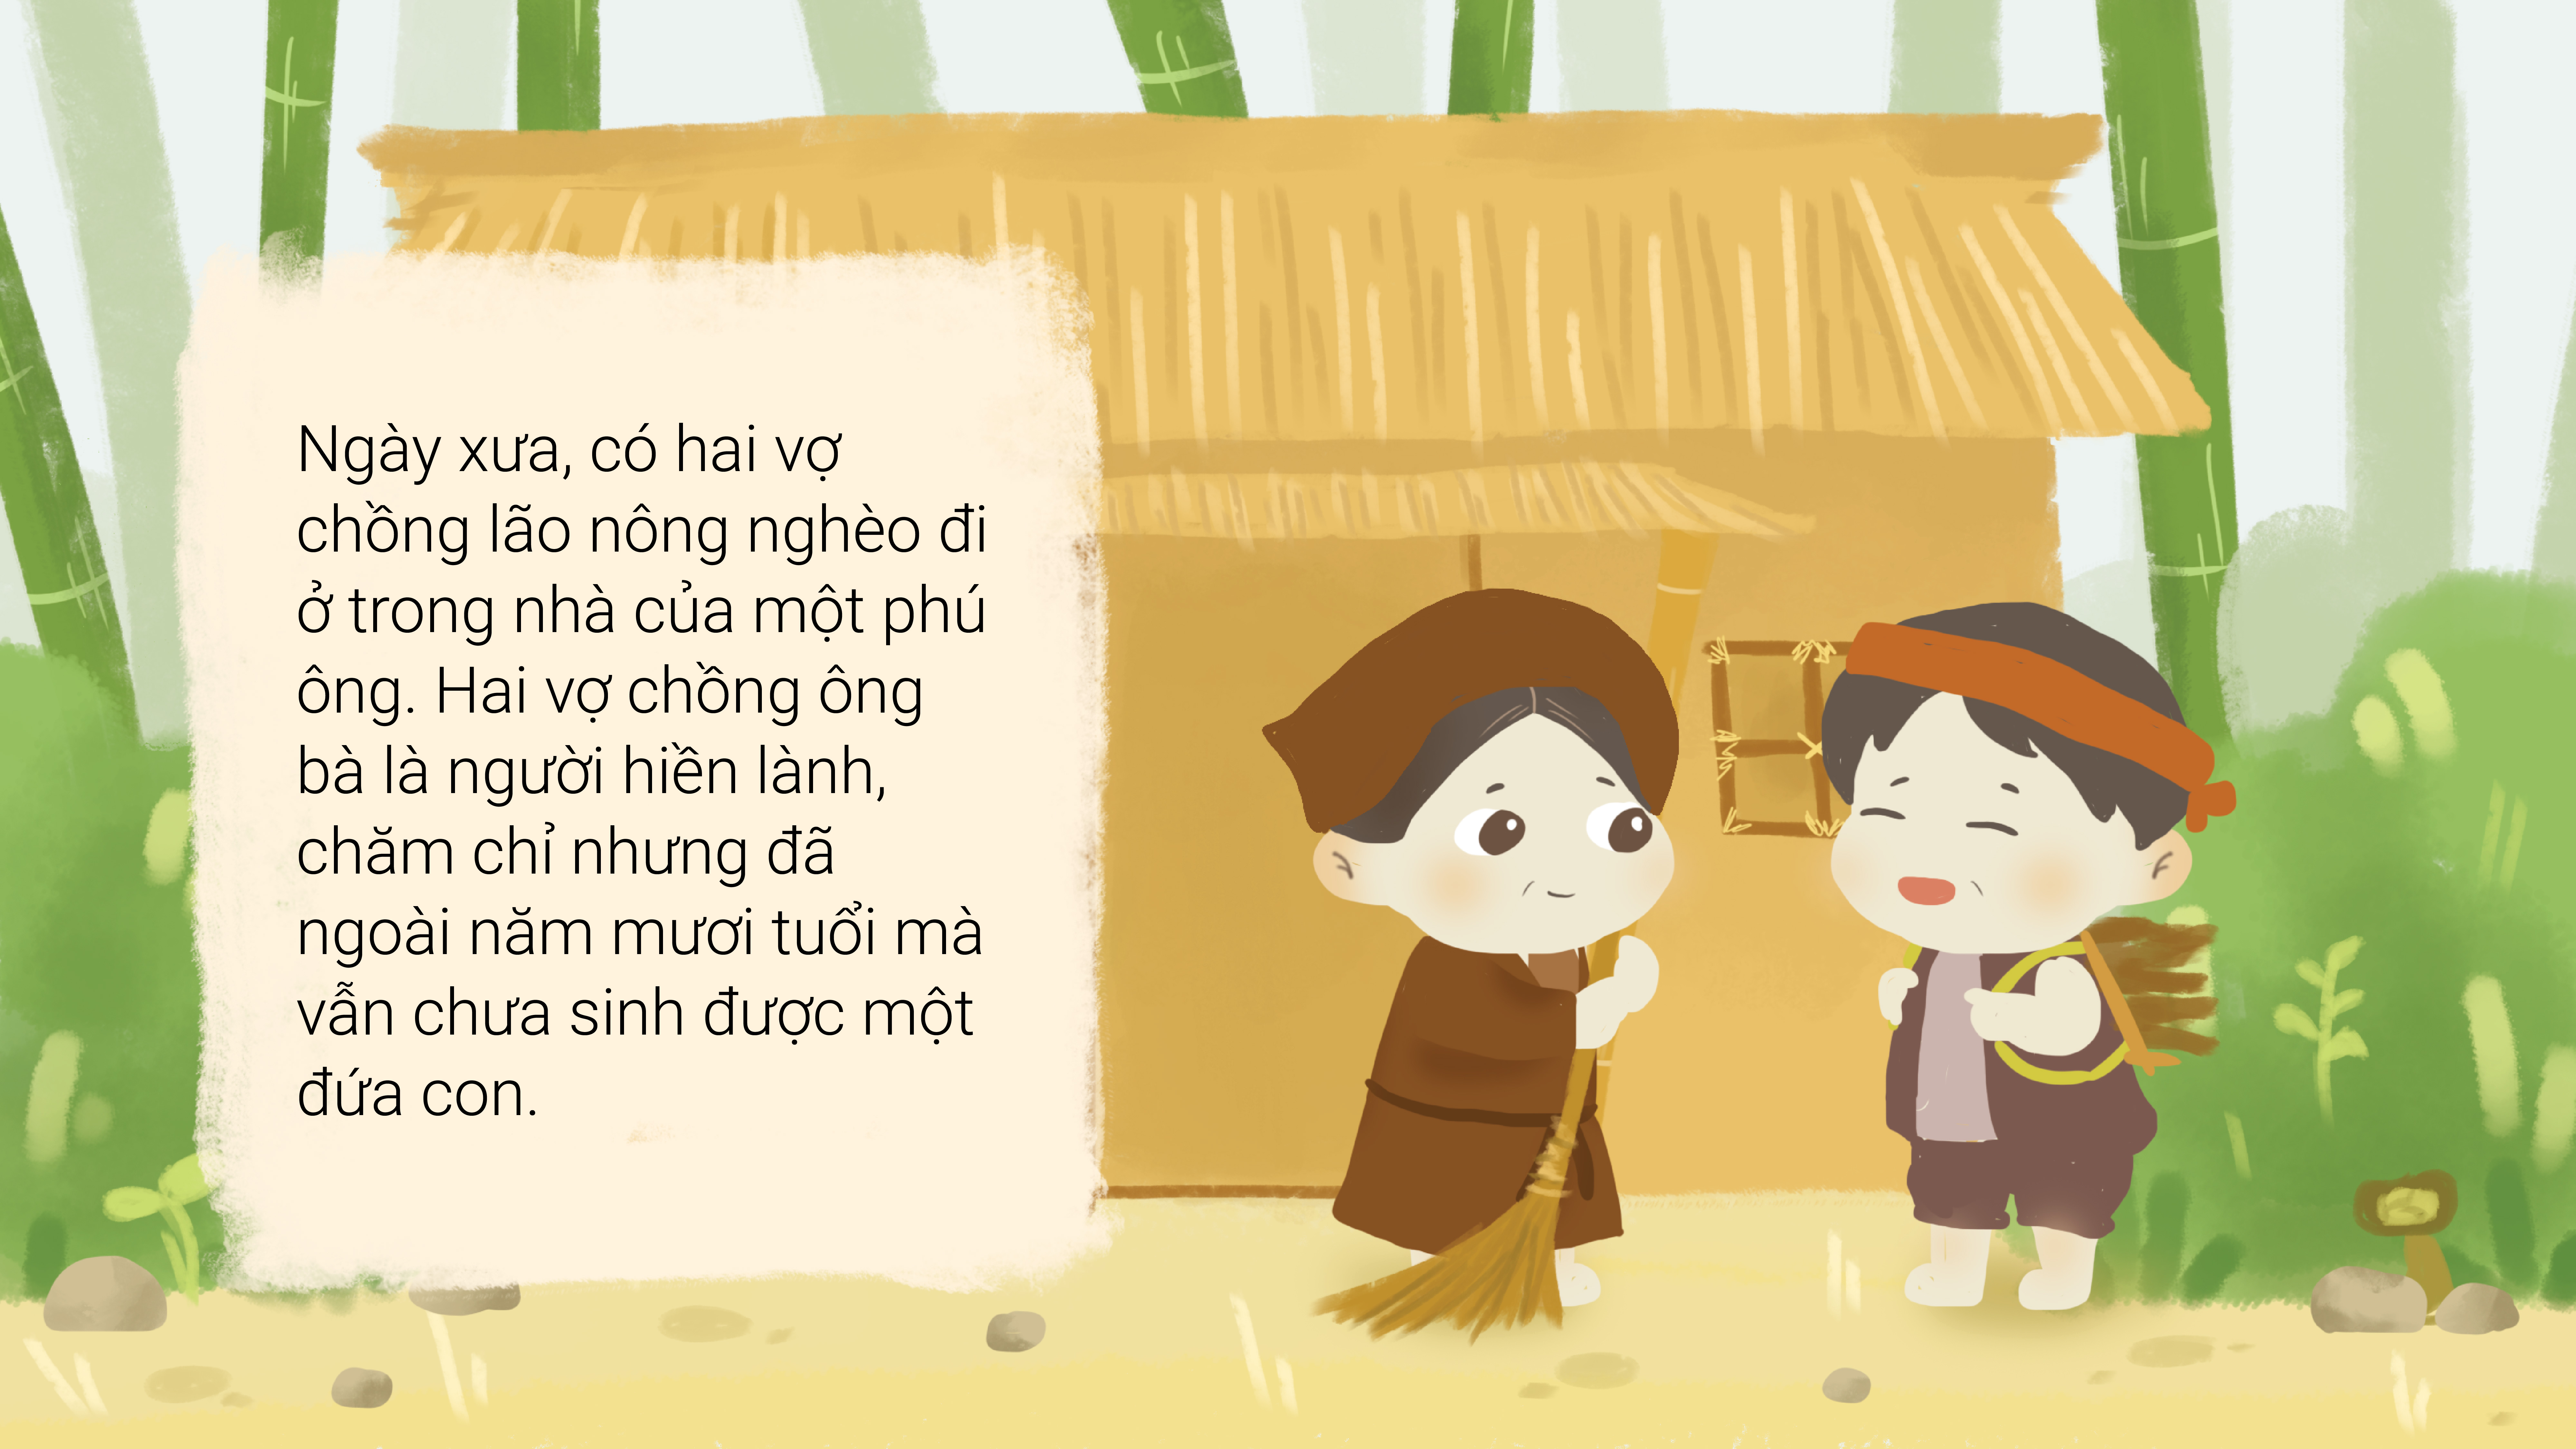 Ngày xưa, có hai vợ
chồng lão nông nghèo đi
ở trong nhà của một phú
ông. Hai vợ chồng ông
bà là người hiền lành,
chăm chỉ nhưng đã
ngoài năm mươi tuổi mà
vẫn chưa sinh được một
đứa con.